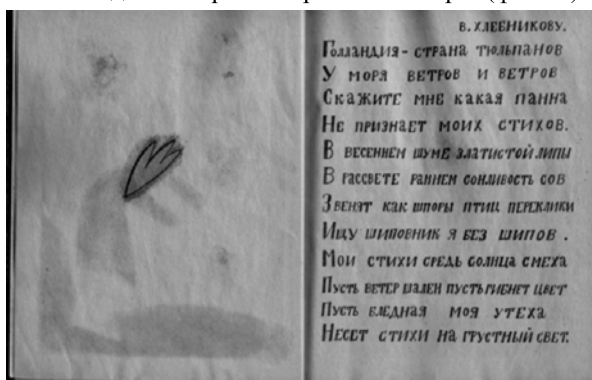 В. ХЛЕБНИКОВУ.
ГОЛЛАНДИЯ - СТРАНА ТЮЛЬПАНОВ
У МОРЯ ВЕТРОВ И ВЕТРОВ
СКАЖИТЕ МНЕ КАКАЯ ПАННА
НЕ ПРИЗНАЕТ МОИХ СТИХОВ.
В ВЕСЕННЕМ ШУМЕ ЗЛАТИСТОЙ ЛИПЫ
В РАССВЕТЕ РАННЕМ СОНЛИВОСТЬ СОВ
ЗВЕНЯТ КАК ШПОРЫ ПТИЦ ПЕРЕКЛИКИ
ИЩУ ШИПОВНИК Я БЕЗ ШИПОВ.
МОИ СТИХИ СРЕДЬ СОЛНЦА СМЕХА
ПУСТЬ ВЕТЕР ШАЛЕН ПУСТЬ ГИБНЕТ ЦВЕТ
ПУСТЬ БЛЕДНАЯ МОЯ УТЕХА
НЕСЕТ СТИХИ НА ГРУСТНЫЙ СВЕТ.